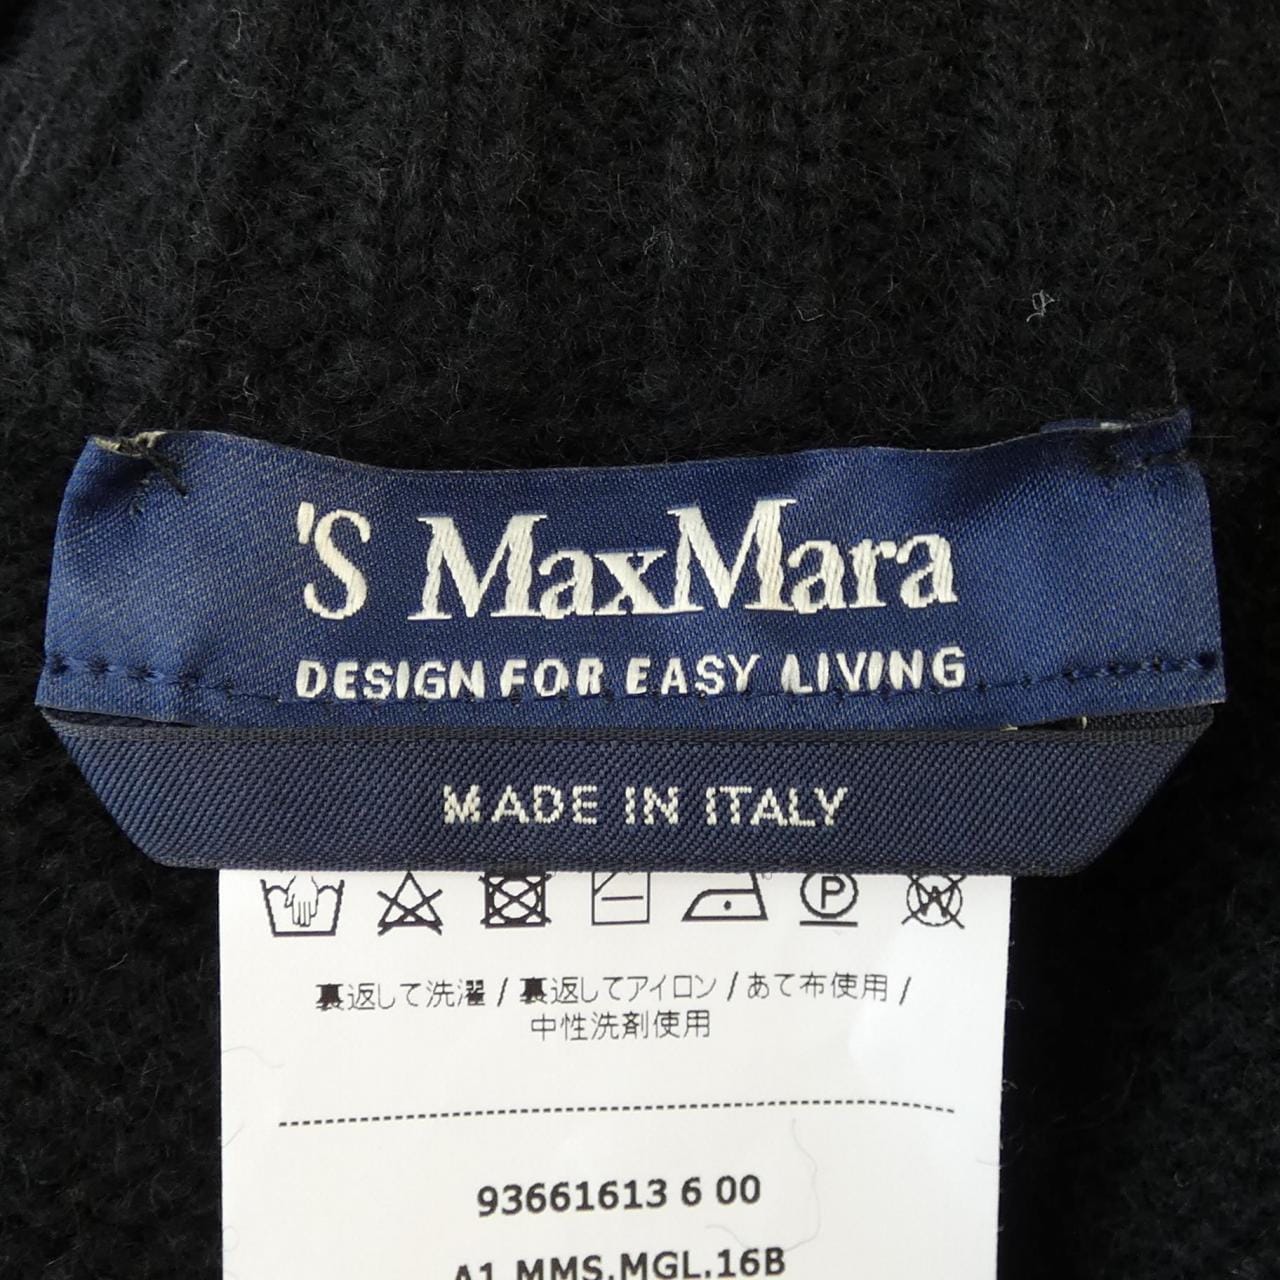 'S MaxMara
DESIGN FOR EASY LIVING
MADE IN ITALY
P W
裏返して洗濯 / 裏返してアイロン / あて布使用 /
中性洗剤使用
93661613 6 00
A1.MMS.MGL.16B